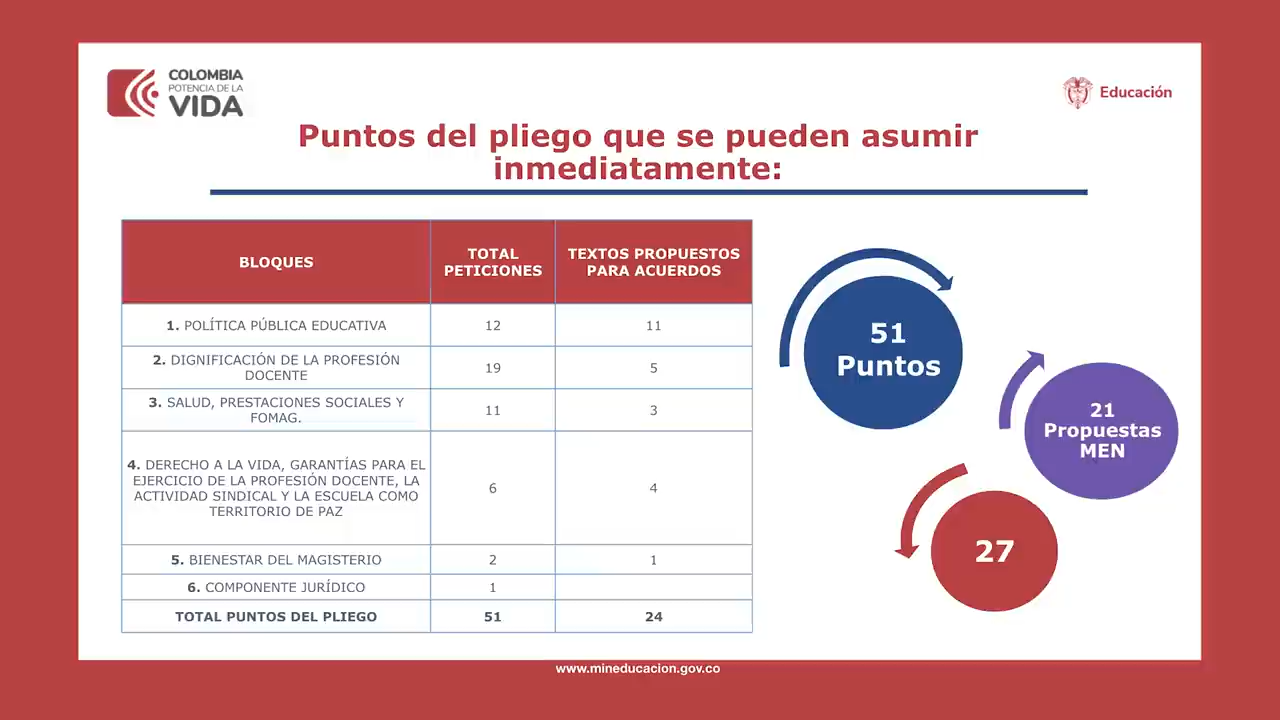 COLOMBIA
POTENCIA DE LA
VIDA
Educación
Puntos del pliego que se pueden asumir
inmediatamente:
BLOQUES
TOTAL
PETICIONES
TEXTOS PROPUESTOS
PARA ACUERDOS
1. POLÍTICA PÚBLICA EDUCATIVA
12
11
2. DIGNIFICACIÓN DE LA PROFESIÓN
DOCENTE
19
5
3. SALUD, PRESTACIONES SOCIALES Y
FOMAG.
11
3
4. DERECHO A LA VIDA, GARANTÍAS PARA EL
EJERCICIO DE LA PROFESIÓN DOCENTE, LA
ACTIVIDAD SINDICAL Y LA ESCUELA COMO
TERRITORIO DE PAZ
6
4
5. BIENESTAR DEL MAGISTERIO
2
1
6. COMPONENTE JURÍDICO
1
TOTAL PUNTOS DEL PLIEGO
51
24
51
Puntos
21
Propuestas
MEN
27
www.mineducacion.gov.co